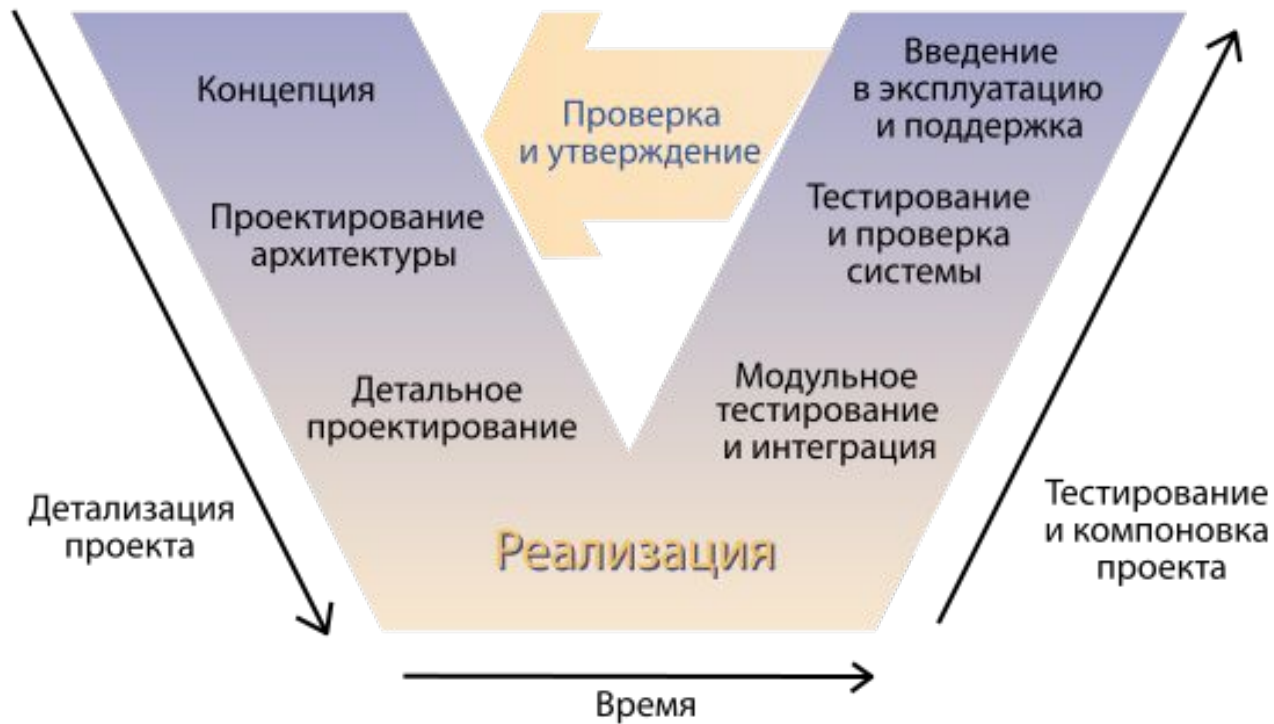 Концепция
Проектирование
архитектуры
Детальное
проектирование
Реализация
Проверка
и утверждение
Введение
в эксплуатацию
и поддержка
Тестирование
и проверка
системы
Модульное
тестирование
и интеграция
Детализация
проекта
Тестирование
и компоновка
проекта
Время